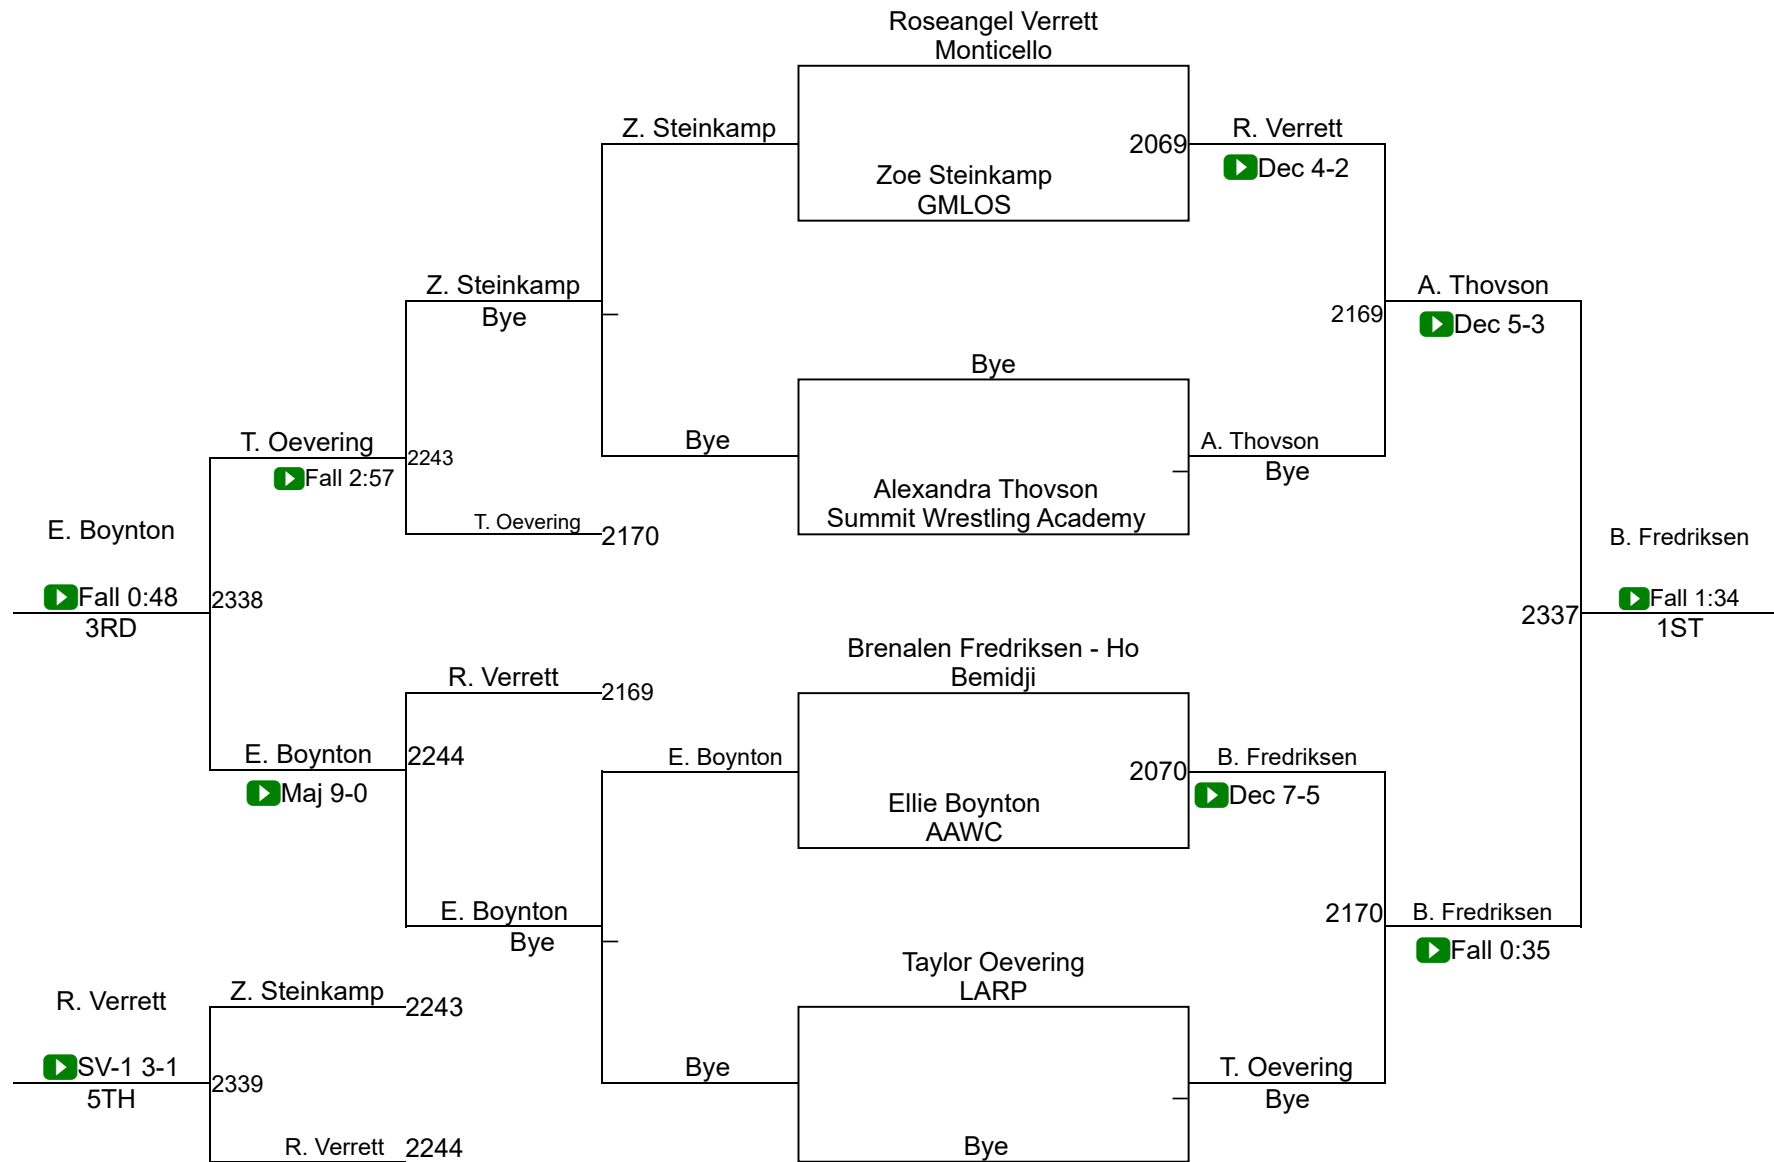 Roseangel Verrett
Monticello
Z. Steinkamp
2069
R. Verrett
Dec 4-2
Zoe Steinkamp
GMLOS
Z. Steinkamp
Bye
2169
A. Thovson
Dec 5-3
Bye
T. Oevering
Fall 2:57
2243
Bye
A. Thovson
Bye
Alexandra Thovson
Summit Wrestling Academy
T. Oevering
2170
E. Boynton
Fall 0:48
3RD
2338
B. Fredriksen
Fall 1:34
1ST
2337
Brenalen Fredriksen - Ho
Bemidji
R. Verrett
2169
E. Boynton
Maj 9-0
2244
E. Boynton
2070
B. Fredriksen
Dec 7-5
Ellie Boynton
AAWC
E. Boynton
Bye
2170
B. Fredriksen
Fall 0:35
Taylor Oevering
LARP
R. Verrett
SV-1 3-1
5TH
Z. Steinkamp
2243
2339
Bye
T. Oevering
Bye
R. Verrett
2244
Bye